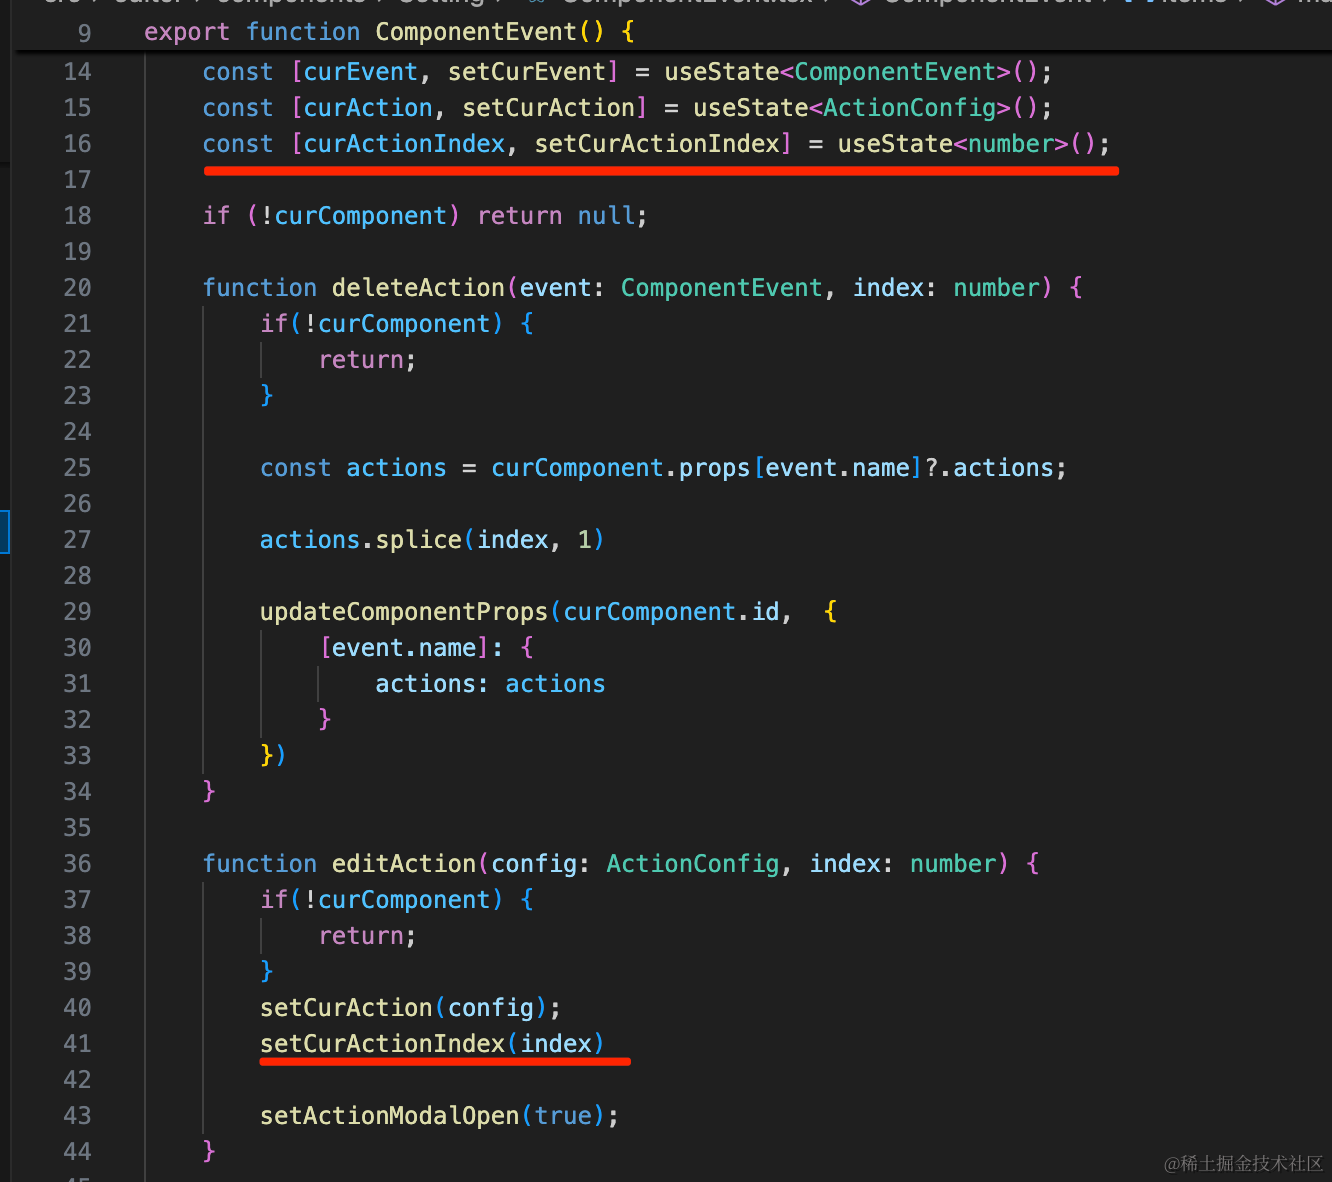 9 export function ComponentEvent() {
14 const [curEvent, setCurEvent] = useState<ComponentEvent>();
15 const [curAction, setCurAction] = useState<ActionConfig>();
16 const [curActionIndex, setCurActionIndex] = useState<number>();
17
18 if (!curComponent) return null;
19
20 function deleteAction(event: ComponentEvent, index: number) {
21 if(!curComponent) {
22 return;
23 }
24
25 const actions = curComponent.props[event.name]?.actions;
26
27 actions.splice(index, 1)
28
29 updateComponentProps(curComponent.id,  {
30 [event.name]: {
31 actions: actions
32 }
33 })
34 }
35
36 function editAction(config: ActionConfig, index: number) {
37 if(!curComponent) {
38 return;
39 }
40 setCurAction(config);
41 setCurActionIndex(index)
42
43 setActionModalOpen(true);
44 }
@稀土掘金技术社区